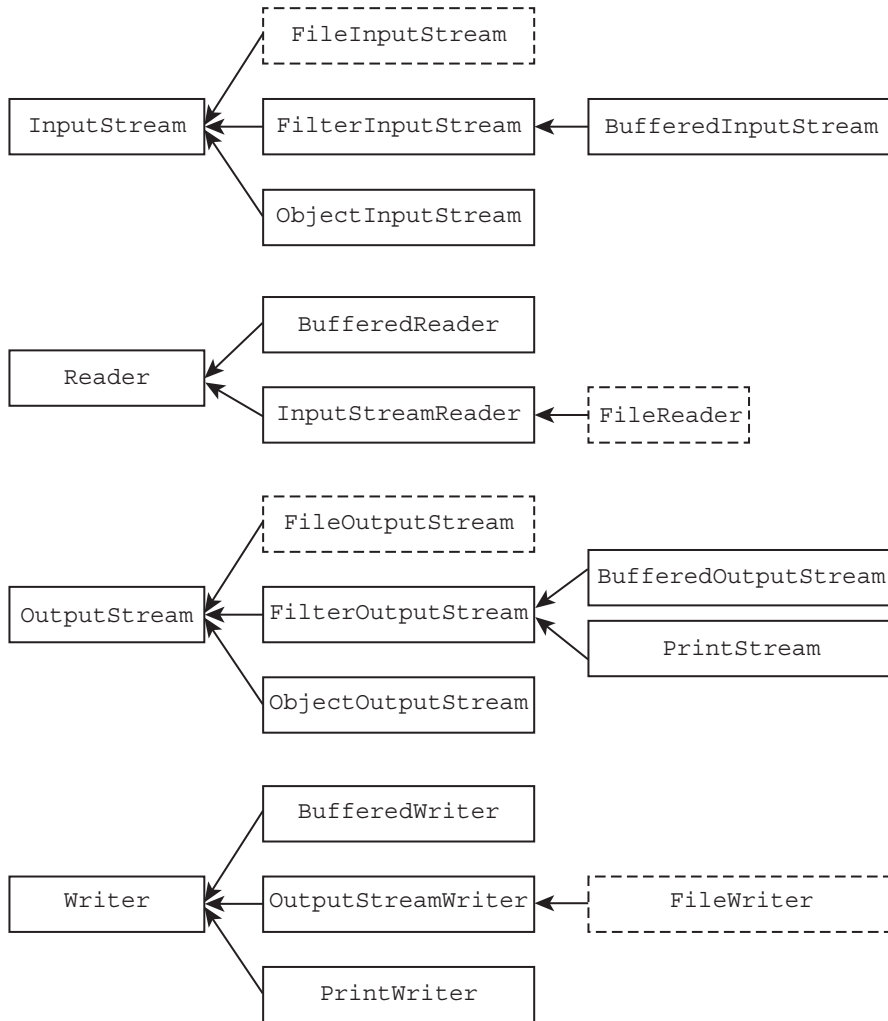 FileInputStream
InputStream
FilterInputStream
BufferedInputStream
ObjectInputStream
BufferedReader
Reader
InputStreamReader
FileReader
FileOutputStream
BufferedOutputStream
OutputStream
FilterOutputStream
PrintStream
ObjectOutputStream
BufferedWriter
Writer
OutputStreamWriter
FileWriter
PrintWriter